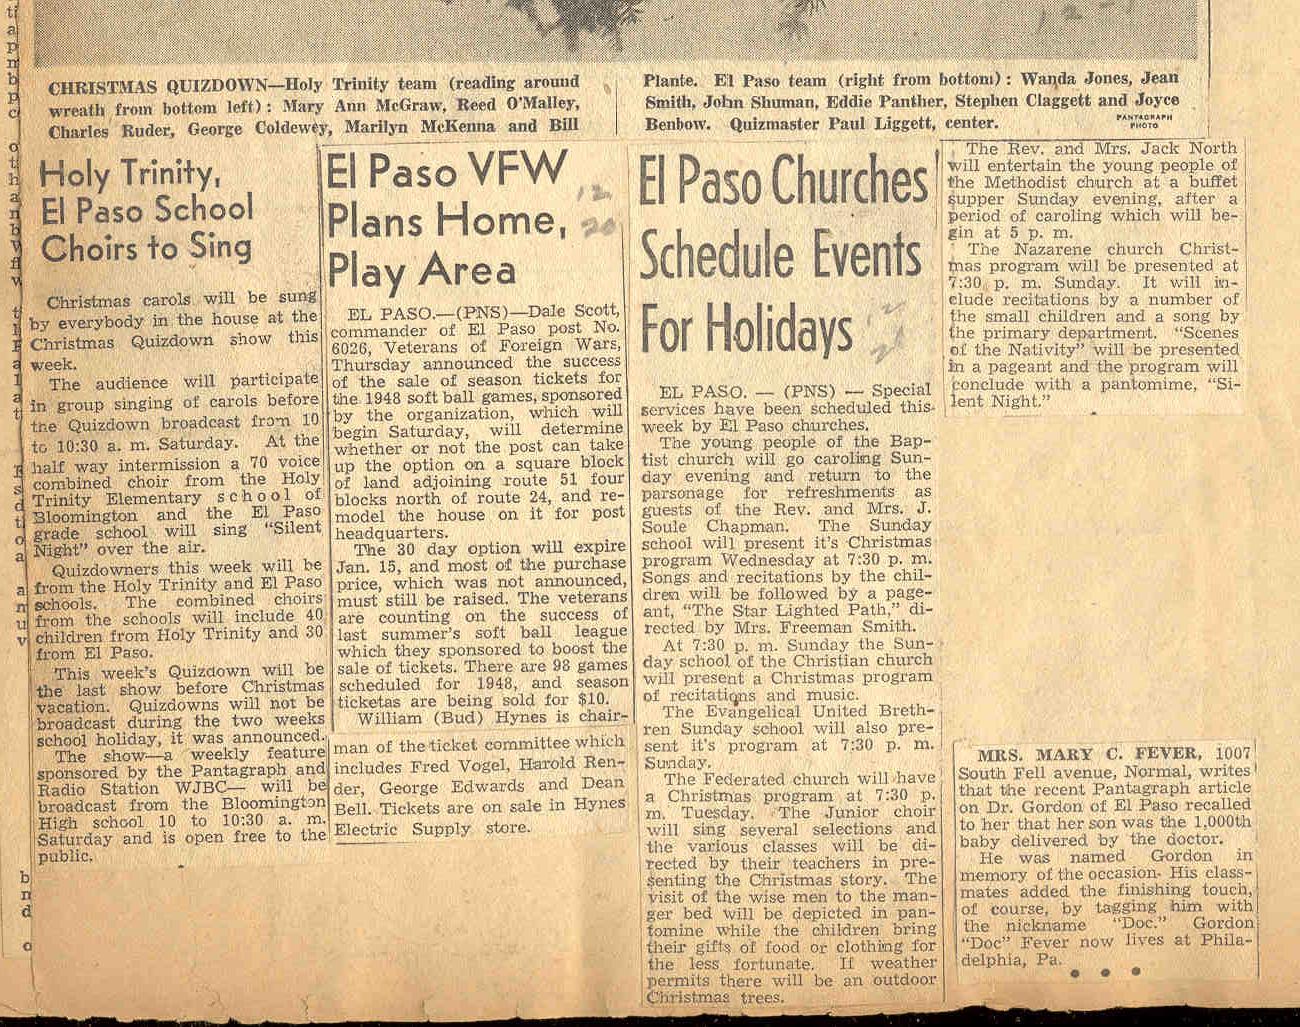 CHRISTMAS QUIZDOWN—Holy Trinity team (reading around
wreath from bottom left): Mary Ann McGraw, Reed O'Malley,
Charles Ruder, George Coldewey, Marilyn McKenna and Bill
Plante. El Paso team (right from bottom): Wanda Jones, Jean
Smith, John Shuman, Eddie Panther, Stephen Claggett and Joyce
Benbow. Quizmaster Paul Liggett, center.
PANTAGRAPH
PHOTO
Holy Trinity,
El Paso School
Choirs to Sing
Christmas carols will be sung
by everybody in the house at the
Christmas Quizdown show this
week.
The audience will participate
in group singing of carols before
the Quizdown broadcast from 10
to 10:30 a. m. Saturday. At the
half way intermission a 70 voice
combined choir from the Holy
Trinity Elementary school of
Bloomington and the El Paso
grade school will sing "Silent
Night" over the air.
Quizdowners this week will be
from the Holy Trinity and El Paso
schools. The combined choirs
from the schools will include 40
children from Holy Trinity and 30
from El Paso.
This week's Quizdown will be
the last show before Christmas
vacation. Quizdowns will not be
broadcast during the two weeks
school holiday, it was announced.
The show—a weekly feature
sponsored by the Pantagraph and
Radio Station WJBC— will be
broadcast from the Bloomington
High school 10 to 10:30 a. m.
Saturday and is open free to the
public.
El Paso VFW
Plans Home,
Play Area
12
20
EL PASO.—(PNS)—Dale Scott,
commander of El Paso post No.
6026, Veterans of Foreign Wars,
Thursday announced the success
of the sale of season tickets for
the 1948 soft ball games, sponsored
by the organization, which will
begin Saturday, will determine
whether or not the post can take
up the option on a square block
of land adjoining route 51 four
blocks north of route 24, and re-
model the house on it for post
headquarters.
The 30 day option will expire
Jan. 15, and most of the purchase
price, which was not announced,
must still be raised. The veterans
are counting on the success of
last summer's soft ball league
which they sponsored to boost the
sale of tickets. There are 98 games
scheduled for 1948, and season
ticketas are being sold for $10.
William (Bud) Hynes is chair-
man of the ticket committee which
includes Fred Vogel, Harold Ren-
der, George Edwards and Dean
Bell. Tickets are on sale in Hynes
Electric Supply store.
El Paso Churches
Schedule Events
For Holidays
EL PASO. — (PNS) — Special
services have been scheduled this
week by El Paso churches.
The young people of the Bap-
tist church will go caroling Sun-
day evening and return to the
parsonage for refreshments as
guests of the Rev. and Mrs. J.
Soule Chapman. The Sunday
school will present it's Christmas
program Wednesday at 7:30 p. m.
Songs and recitations by the chil-
dren will be followed by a page-
ant, "The Star Lighted Path," di-
rected by Mrs. Freeman Smith.
At 7:30 p. m. Sunday the Sun-
day school of the Christian church
will present a Christmas program
of recitations and music.
The Evangelical United Breth-
ren Sunday school will also pre-
sent it's program at 7:30 p. m.
Sunday.
The Federated church will have
a Christmas program at 7:30 p.
m. Tuesday. The Junior choir
will sing several selections and
the various classes will be di-
rected by their teachers in pre-
senting the Christmas story. The
visit of the wise men to the man-
ger bed will be depicted in pan-
tomine while the children bring
their gifts of food or clothing for
the less fortunate. If weather
permits there will be an outdoor
Christmas trees.
The Rev. and Mrs. Jack North
will entertain the young people of
the Methodist church at a buffet
supper Sunday evening, after a
period of caroling which will be-
gin at 5 p. m.
The Nazarene church Christ-
mas program will be presented at
7:30 p. m. Sunday. It will in-
clude recitations by a number of
the small children and a song by
the primary department. "Scenes
of the Nativity" will be presented
in a pageant and the program will
conclude with a pantomime, "Si-
lent Night."
MRS. MARY C. FEVER, 1007
South Fell avenue, Normal, writes
that the recent Pantagraph article
on Dr. Gordon of El Paso recalled
to her that her son was the 1,000th
baby delivered by the doctor.
He was named Gordon in
memory of the occasion. His class-
mates added the finishing touch,
of course, by tagging him with
the nickname "Doc." Gordon
"Doc" Fever now lives at Phila-
delphia, Pa.